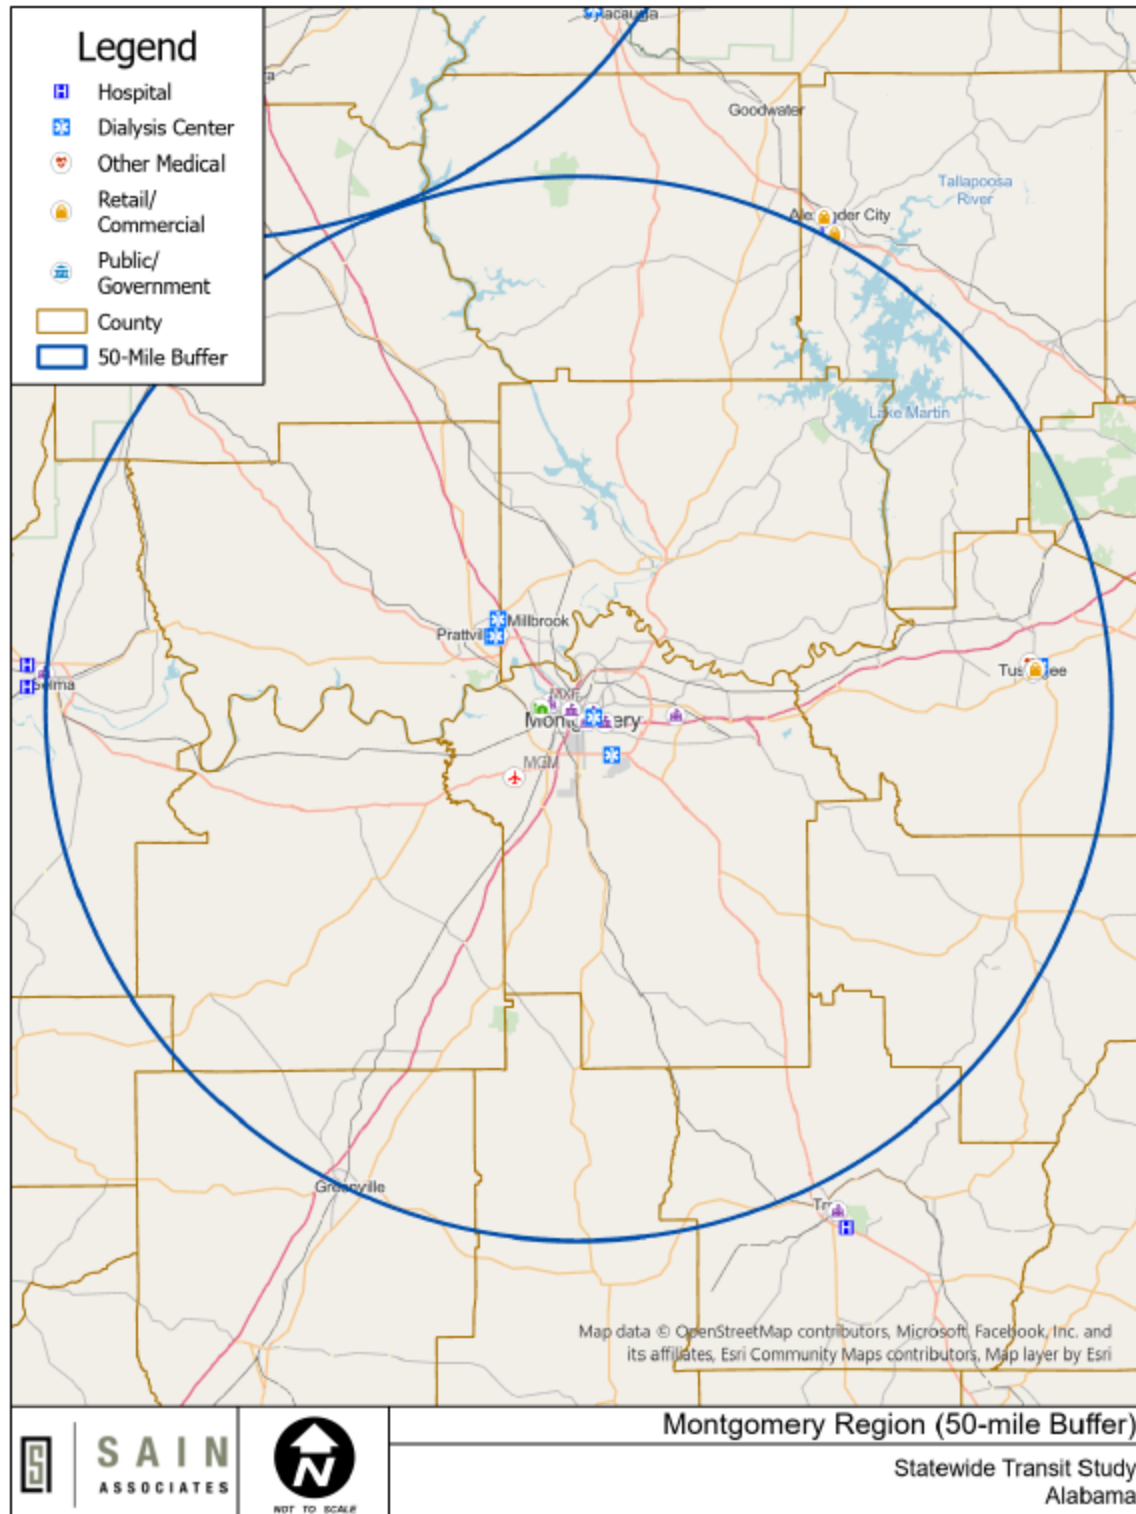 Legend
Hospital
Dialysis Center
Other Medical
Retail/
Commercial
Public/
Government
County
50-Mile Buffer
Goodwater
Tallapoosa
River
Lake Martin
Millbrook
MGM
Map data © OpenStreetMap contributors, Microsoft, Facebook, Inc. and
its affiliates, Esri Community Maps contributors, Map layer by Esri
SAIN
ASSOCIATES
N
NOT TO SCALE
Montgomery Region (50-mile Buffer)
Statewide Transit Study
Alabama